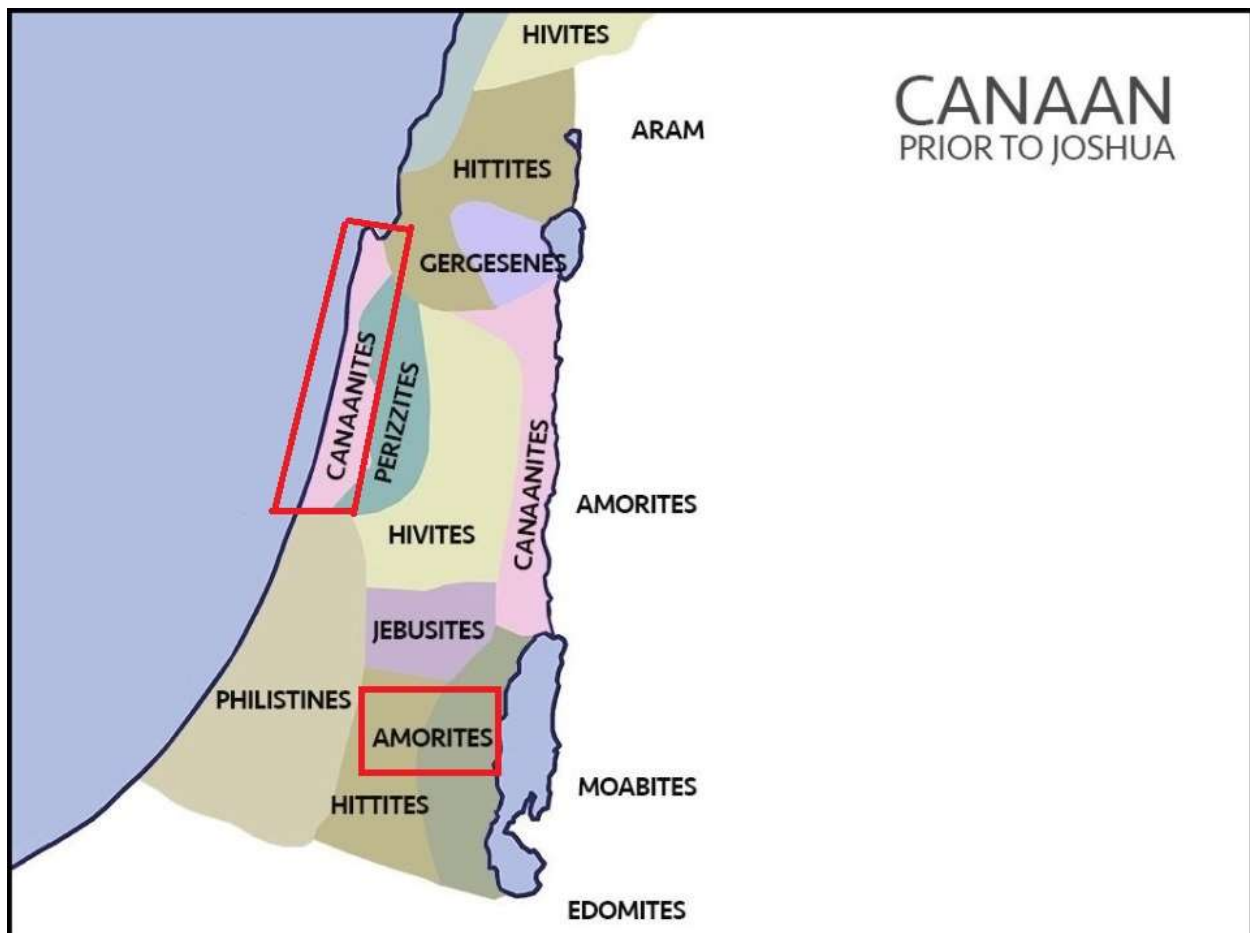 HIVITES
CANAAN
PRIOR TO JOSHUA
ARAM
HITTITES
GERGESENES
CANAANITES
PERIZZITES
CANAANITES
AMORITES
HIVITES
JEBUSITES
PHILISTINES
AMORITES
MOABITES
HITTITES
EDOMITES